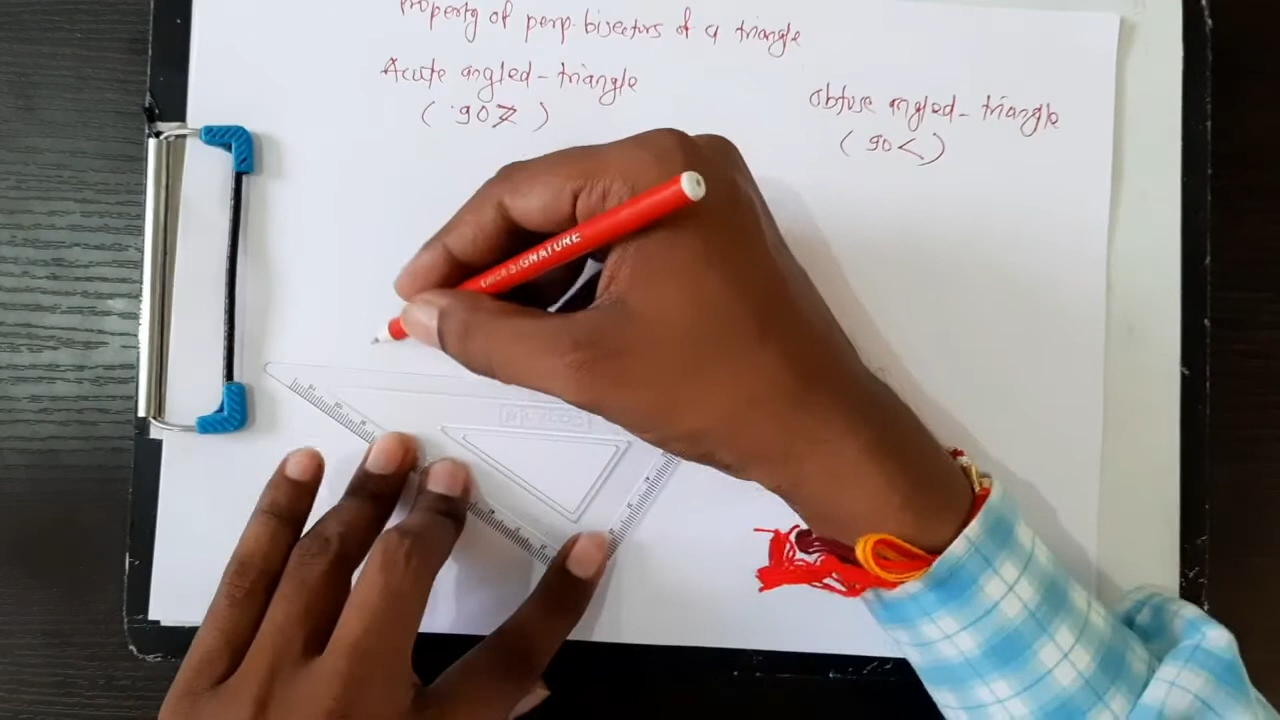 Property of perp. bisectors of a triangle
Acute angled-triangle
( 90> )
obtuse angled-triangle
( 90< )
SIGNATURE